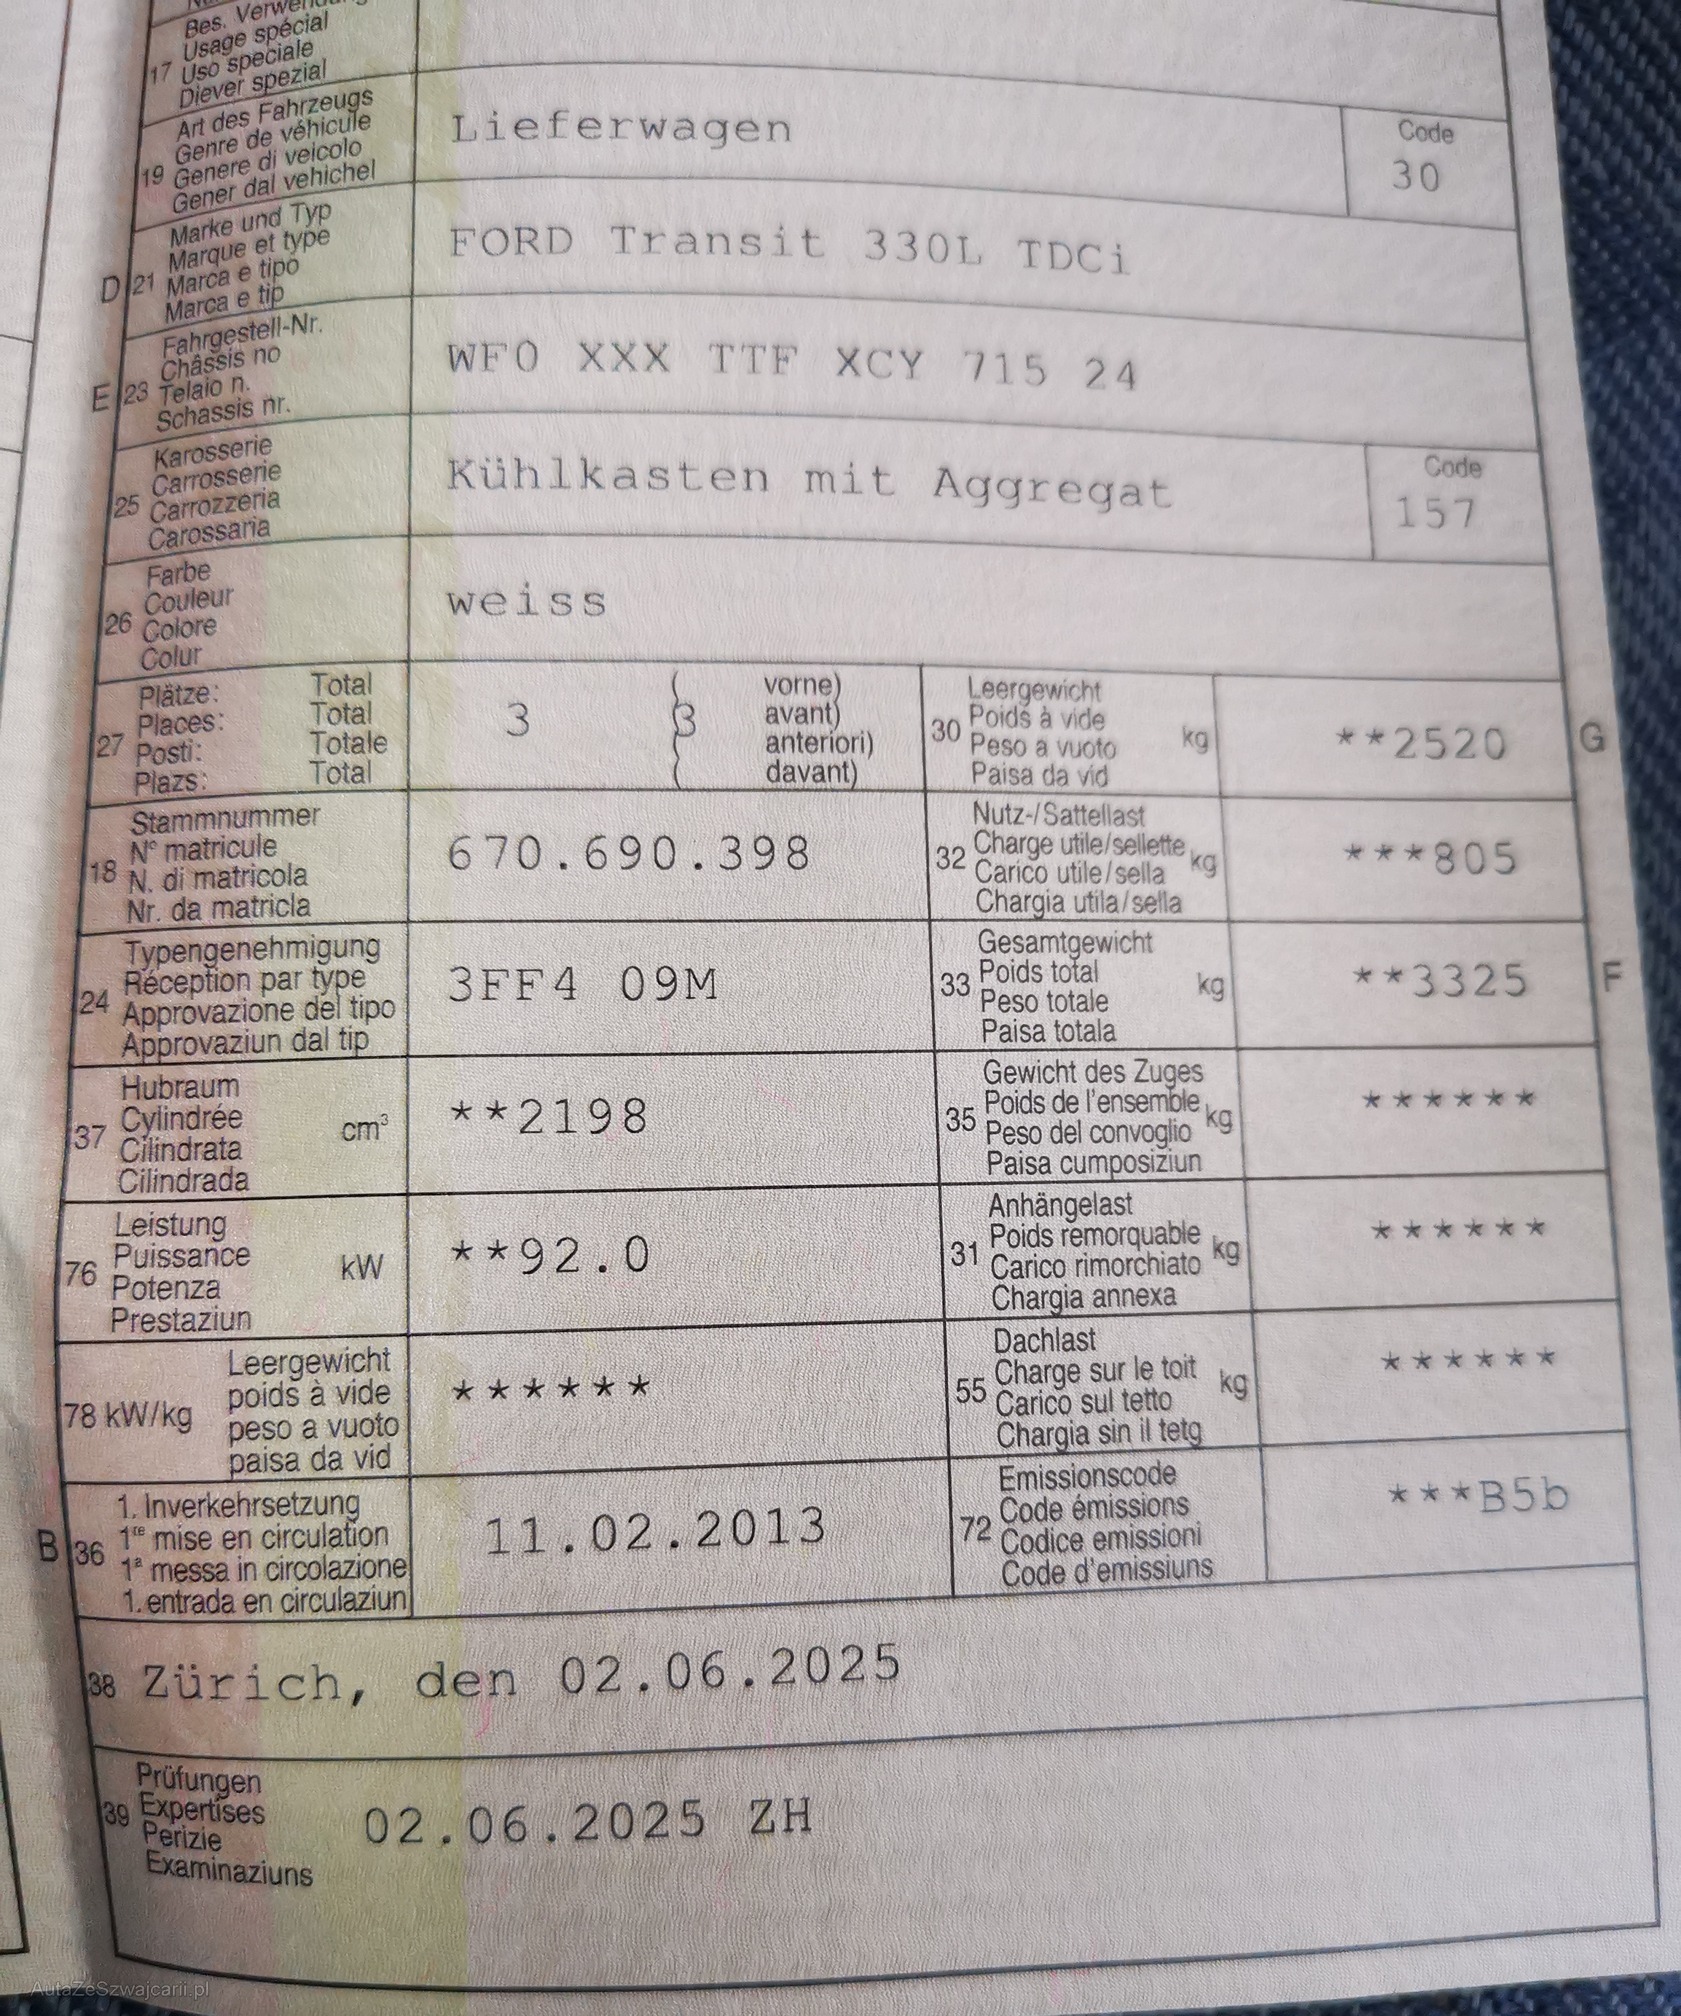 Bes. Verwendung
Usage spécial
17 Uso speciale
Diever spezial
Art des Fahrzeugs
Genre de véhicule
19 Genere di veicolo
Gener dal vehichel
Lieferwagen
Code
30
Marke und Typ
Marque et type
D 21 Marca e tipo
Marca e tip
FORD Transit 330L TDCi
Fahrgestell-Nr.
Châssis no
E 23 Telaio n.
Schassis nr.
WF0 XXX TTF XCY 715 24
Karosserie
Carrosserie
25 Carrozzeria
Carossaria
Kühlkasten mit Aggregat
Code
157
Farbe
Couleur
26 Colore
Colur
weiss
Plätze: Total
Places: Total
27 Posti: Totale
Plazs: Total
3 ( 3 vorne)
( avant)
( anteriori)
( davant)
Leergewicht
30 Poids à vide
Peso a vuoto kg
Paisa da vid
**2520 G
Stammnummer
N° matricule
18 N. di matricola
Nr. da matricla
670.690.398
Nutz-/Sattellast
32 Charge utile/sellette kg
Carico utile/sella
Chargia utila/sella
***805
Typengenehmigung
Réception par type
24 Approvazione del tipo
Approvaziun dal tip
3FF4 09M
Gesamtgewicht
33 Poids total kg
Peso totale
Paisa totala
**3325 F
Hubraum
37 Cylindrée cm³
Cilindrata
Cilindrada
**2198
Gewicht des Zuges
35 Poids de l'ensemble kg
Peso del convoglio
Paisa cumposiziun
******
Leistung
76 Puissance kW
Potenza
Prestaziun
**92.0
Anhängelast
31 Poids remorquable kg
Carico rimorchiato
Chargia annexa
******
Leergewicht
78 kW/kg poids à vide
peso a vuoto
paisa da vid
******
Dachlast
55 Charge sur le toit kg
Carico sul tetto
Chargia sin il tetg
******
1. Inverkehrsetzung
B 36 1re mise en circulation
1a messa in circolazione
1. entrada en circulaziun
11.02.2013
Emissionscode
72 Code émissions
Codice emissioni
Code d'emissiuns
***B5b
38 Zürich, den 02.06.2025
Prüfungen
39 Expertises
Perizie
Examinaziuns
02.06.2025 ZH
AutaZeSzwajcarii.pl